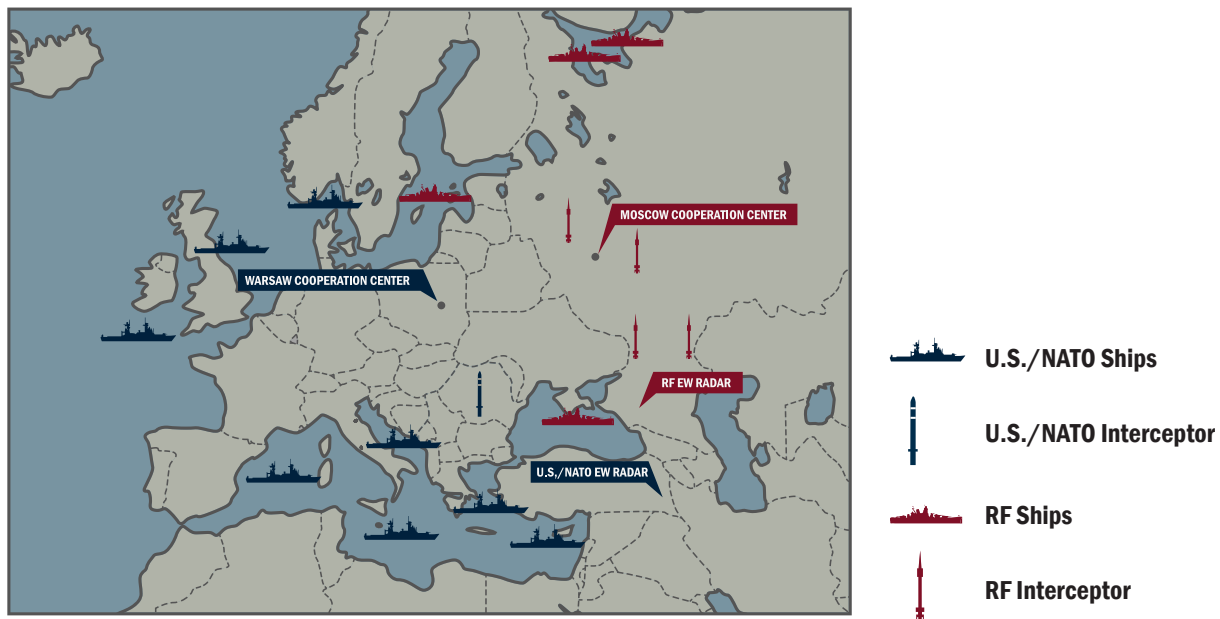 MOSCOW COOPERATION CENTER
WARSAW COOPERATION CENTER
RF EW RADAR
U.S./NATO EW RADAR
U.S./NATO Ships
U.S./NATO Interceptor
RF Ships
RF Interceptor